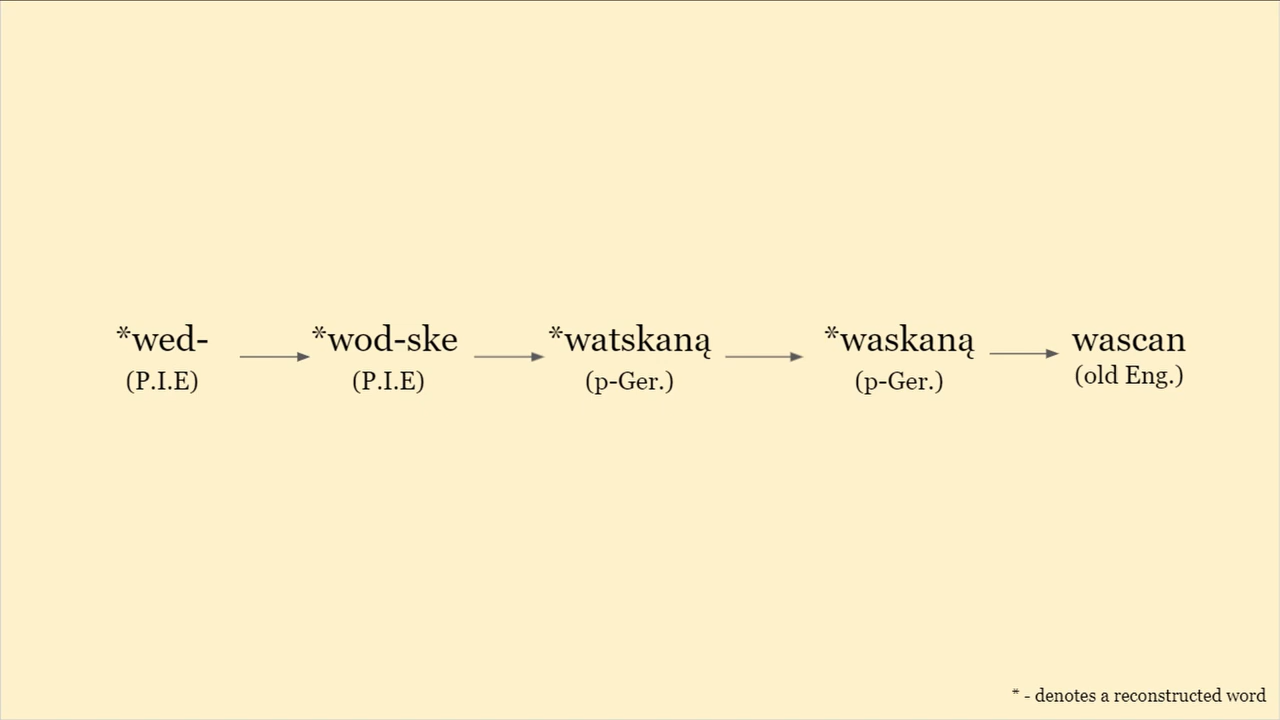 *wed- *wod-ske *watskaną *waskaną wascan
(P.I.E) (P.I.E) (p-Ger.) (p-Ger.) (old Eng.)
* - denotes a reconstructed word